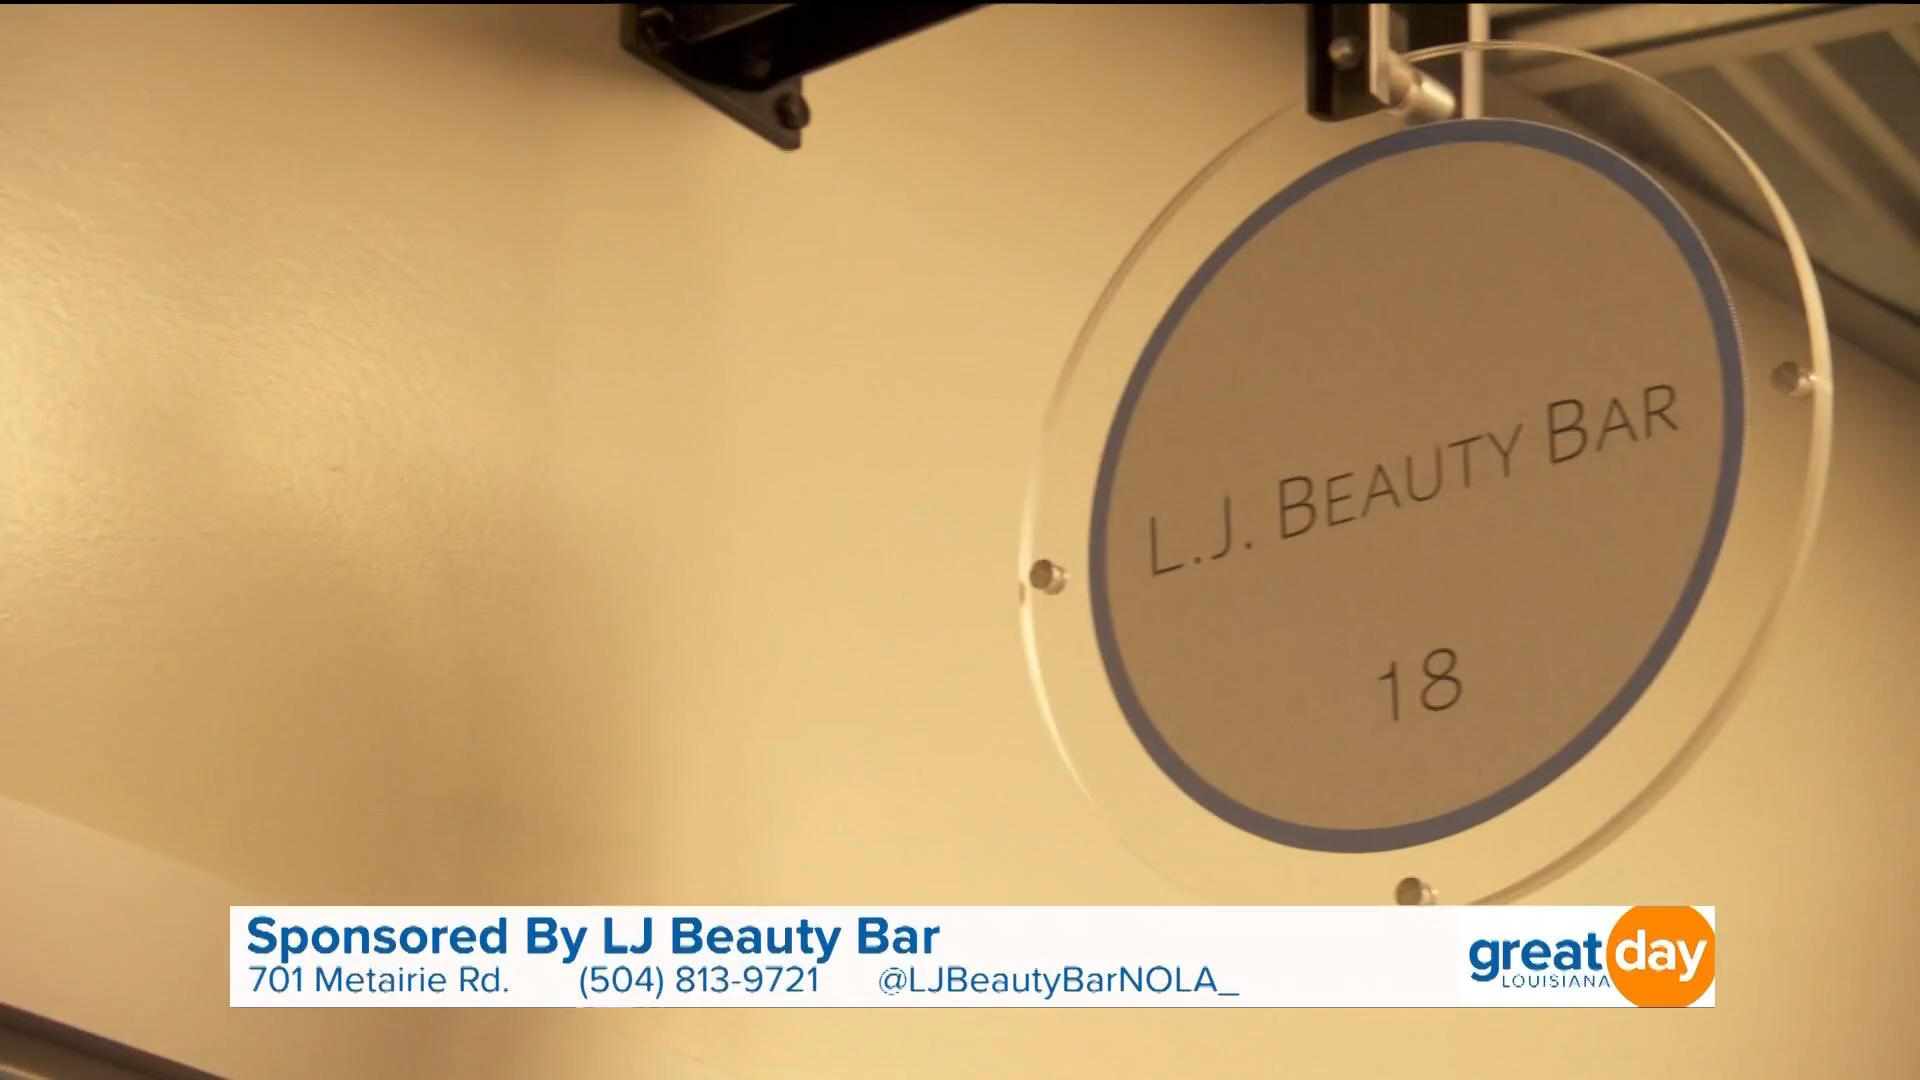 L.J. BEAUTY BAR
18
Sponsored By LJ Beauty Bar
701 Metairie Rd. (504) 813-9721 @LJBeautyBarNOLA_
great day
LOUISIANA